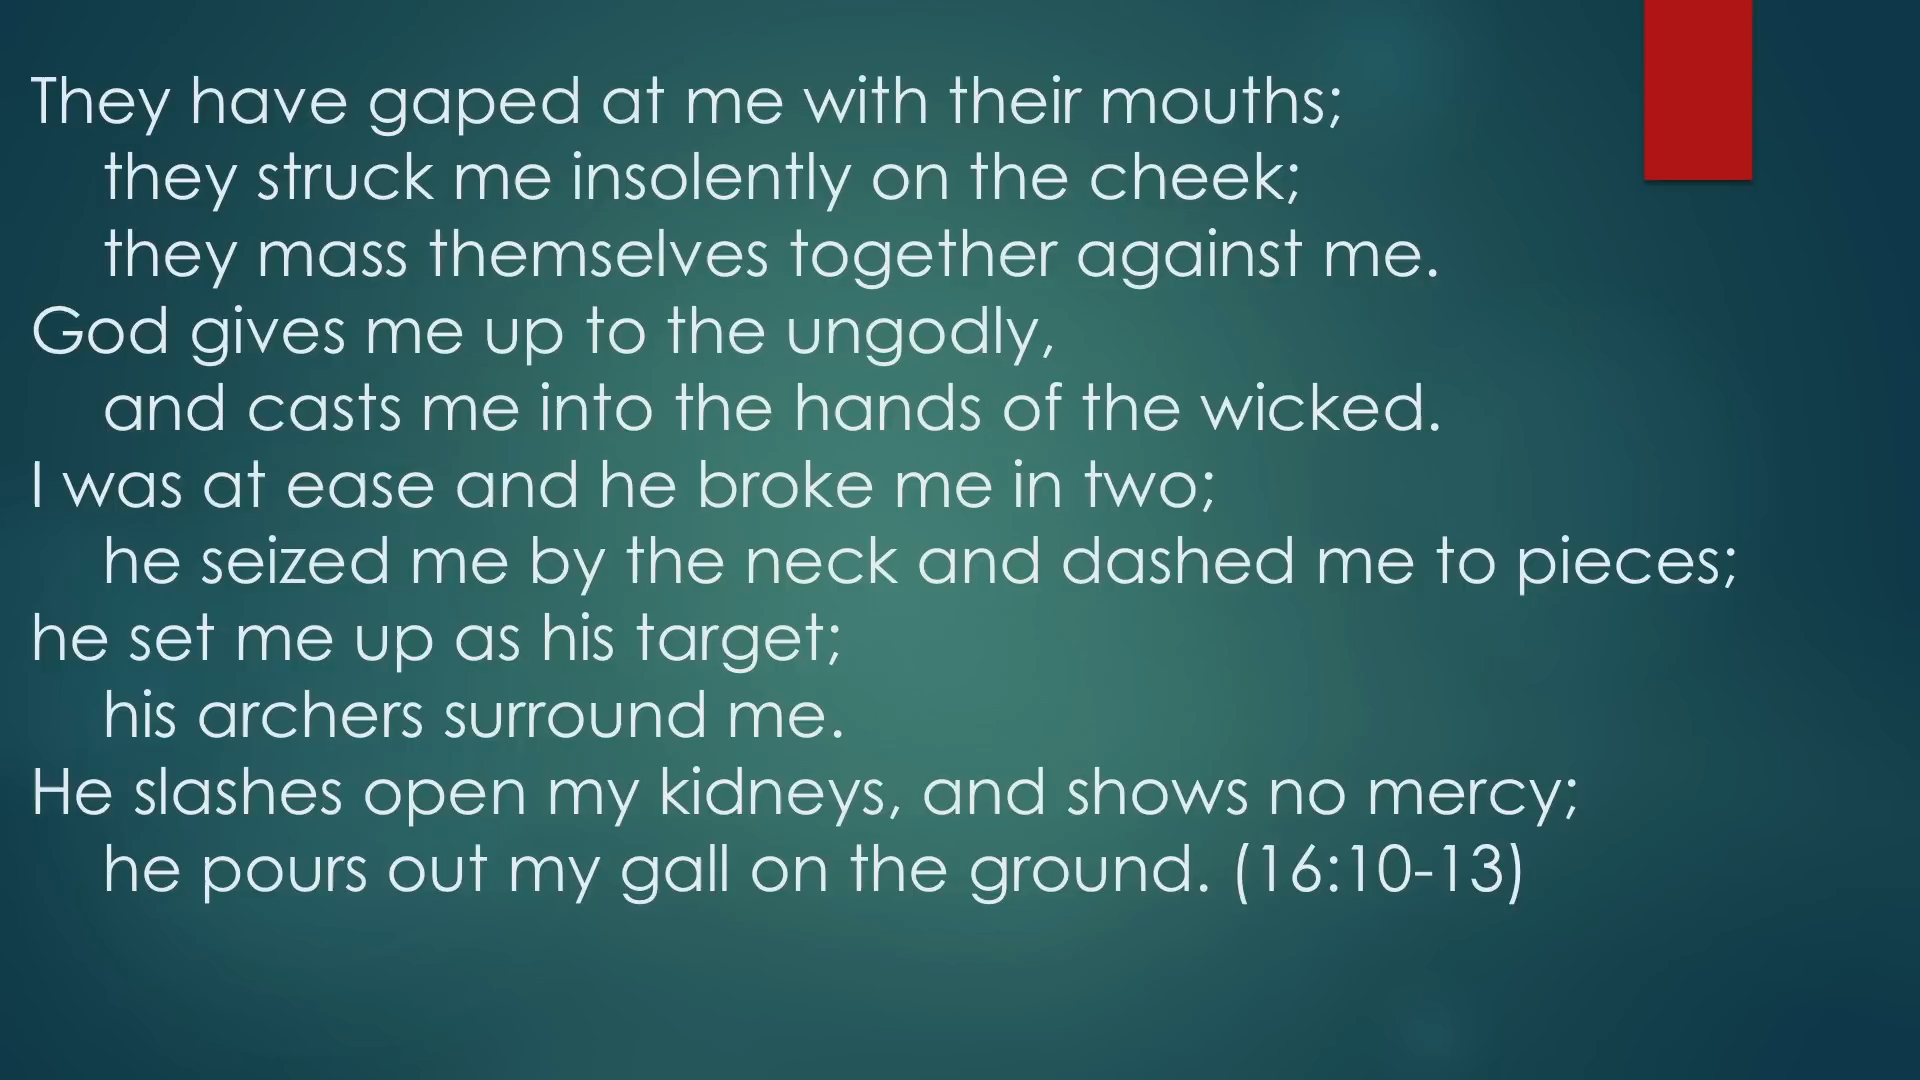 They have gaped at me with their mouths;
they struck me insolently on the cheek;
they mass themselves together against me.
God gives me up to the ungodly,
and casts me into the hands of the wicked.
I was at ease and he broke me in two;
he seized me by the neck and dashed me to pieces;
he set me up as his target;
his archers surround me.
He slashes open my kidneys, and shows no mercy;
he pours out my gall on the ground. (16:10-13)